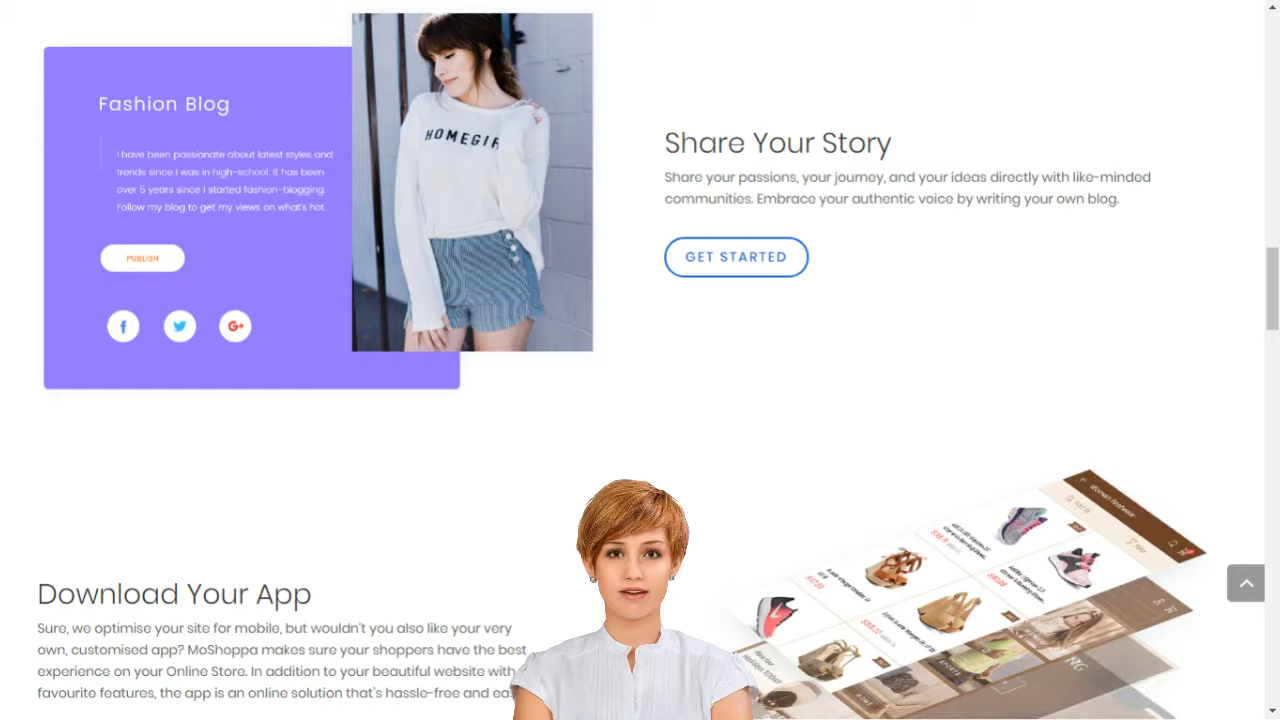 Fashion Blog
I have been passionate about latest styles and
trends since I was in high-school. It has been
over 5 years since I started fashion-blogging.
Follow my blog to get my views on what's hot.
PUBLISH
HOMEGIR
Share Your Story
Share your passions, your journey, and your ideas directly with like-minded
communities. Embrace your authentic voice by writing your own blog.
GET STARTED
Download Your App
Sure, we optimise your site for mobile, but wouldn't you also like your very
own, customised app? MoShoppa makes sure your shoppers have the best
experience on your Online Store. In addition to your beautiful website with
favourite features, the app is an online solution that's hassle-free and
Women Footwear
Sort By
Filter